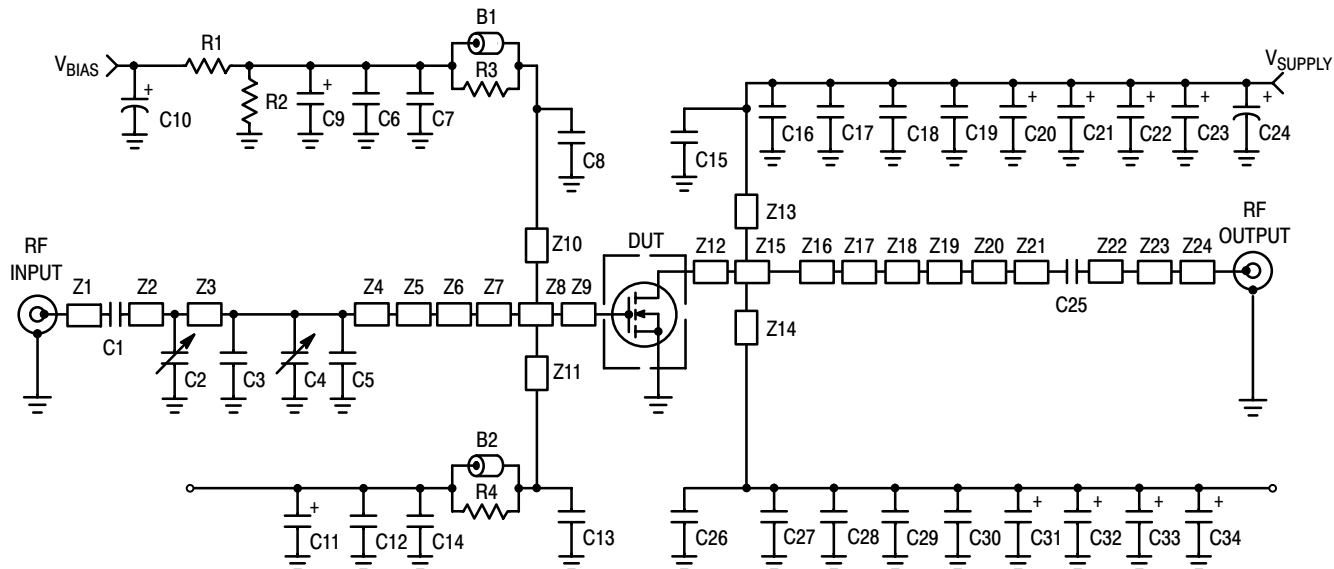 B1
R1
V_BIAS
V_SUPPLY
R3
+
R2
+
+ + + + +
C10
C9
C6
C7
C8
C15
C16
C17
C18
C19
C20
C21
C22
C23
C24
Z13
RF
OUTPUT
Z10
DUT
RF
INPUT
Z12
Z15
Z16
Z17
Z18
Z19
Z20
Z21
Z22
Z23
Z24
Z1
Z2
Z3
Z4
Z5
Z6
Z7
Z8
Z9
C25
C1
Z14
Z11
C2
C3
C4
C5
B2
R4
+
+ + + +
C11
C12
C14
C13
C26
C27
C28
C29
C30
C31
C32
C33
C34